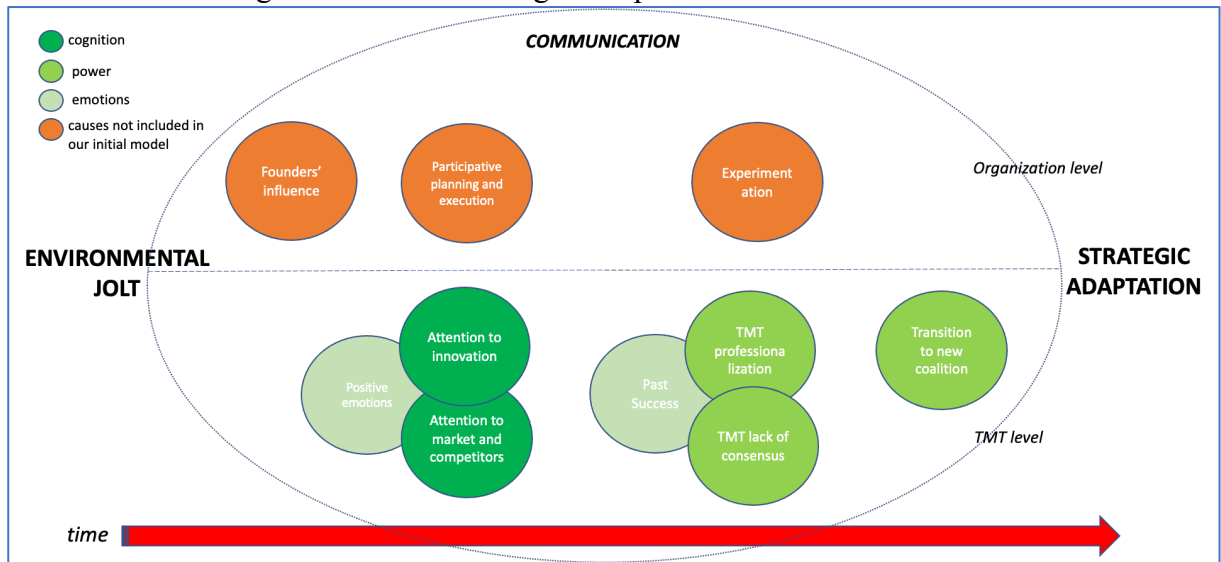 COMMUNICATION
cognition
power
emotions
causes not included in
our initial model
Founders'
influence
Participative
planning and
execution
Experiment
ation
Organization level
ENVIRONMENTAL
JOLT
STRATEGIC
ADAPTATION
Attention to
innovation
Positive
emotions
Attention to
market and
competitors
Past
Success
TMT
professiona
lization
TMT lack of
consensus
Transition
to new
coalition
TMT level
time